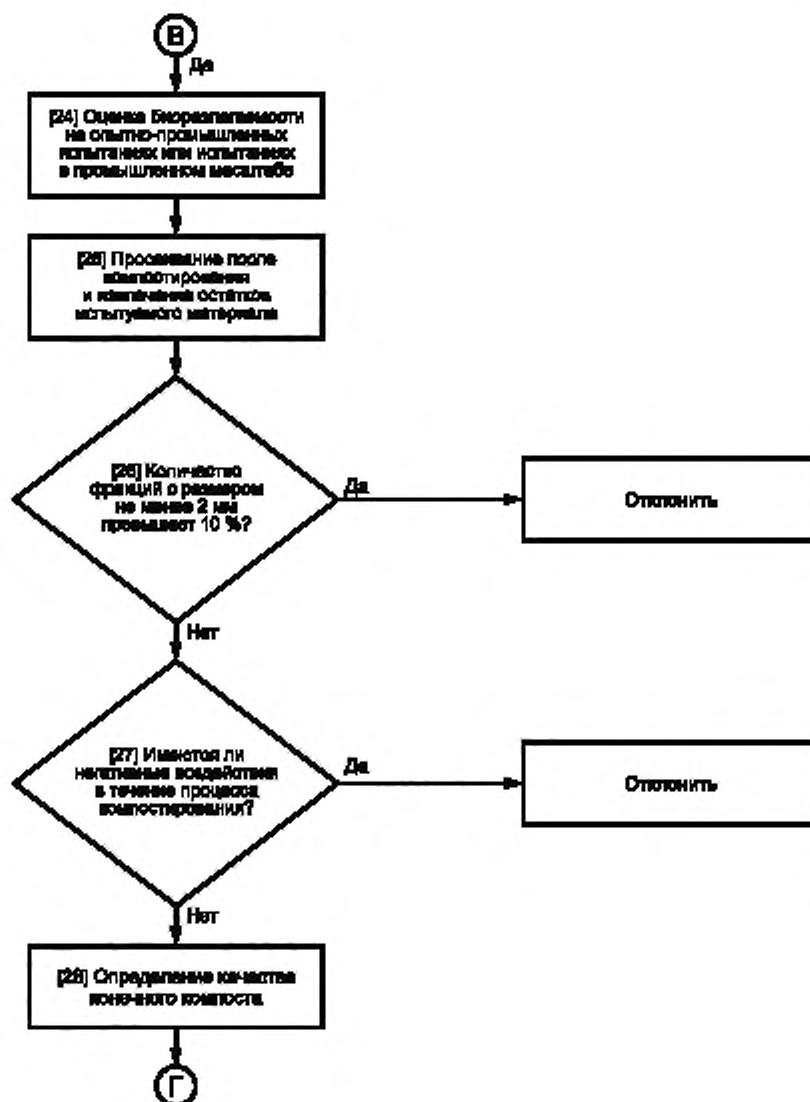 В
Да
[24] Оценка биоразлагаемости
на опытно-промышленных
испытаниях или испытаниях
в промышленном масштабе
[25] Просеивание после
компостирования
и извлечение остатков
испытуемого материала
[26] Количество
фракций с размером
не менее 2 мм
превышает 10 %?
Да
Отклонить
Нет
[27] Имеются ли
негативные воздействия
в течение процесса
компостирования?
Да
Отклонить
Нет
[28] Определение качества
конечного компоста
Г